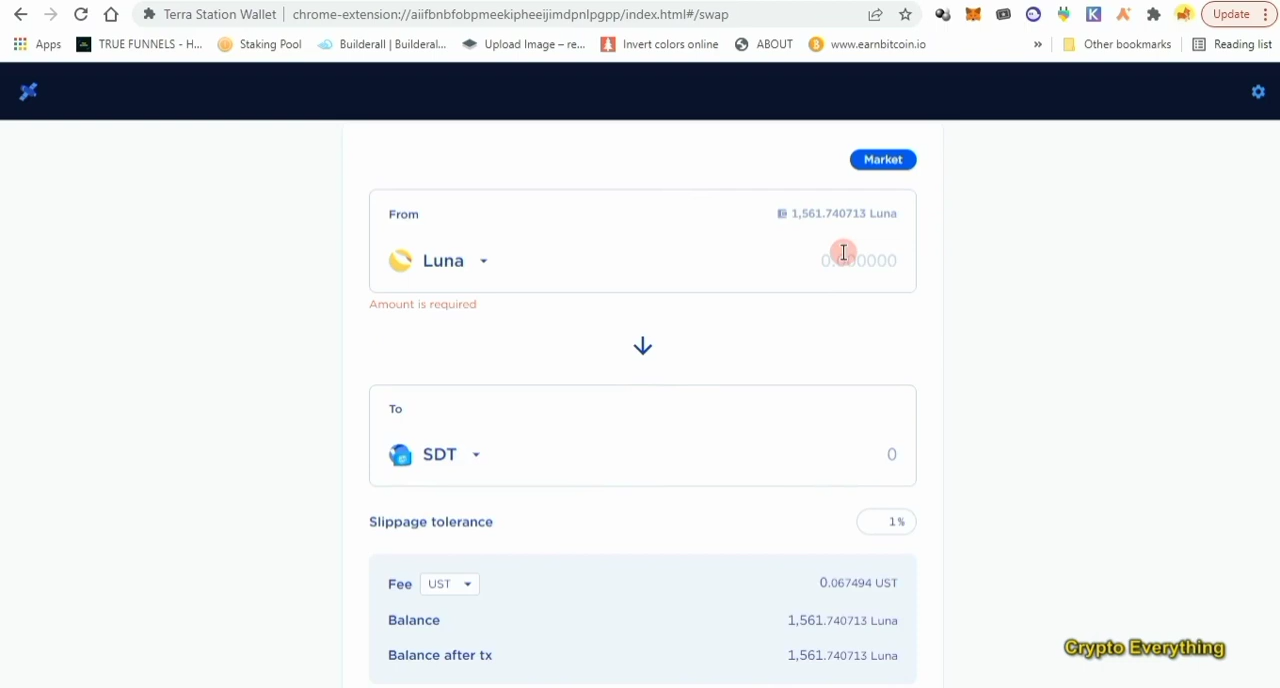 Terra Station Wallet chrome-extension://aiifbnbfobpmeekipheeijimdpnlpgpp/index.html#/swap Update
Apps TRUE FUNNELS - H... Staking Pool Builderall | Builderal... Upload Image – re... Invert colors online ABOUT www.earnbitcoin.io » Other bookmarks Reading list
Market
From 1,561.740713 Luna
Luna 0.000000
Amount is required
To
SDT 0
Slippage tolerance 1%
Fee UST 0.067494 UST
Balance 1,561.740713 Luna
Balance after tx 1,561.740713 Luna
Crypto Everything